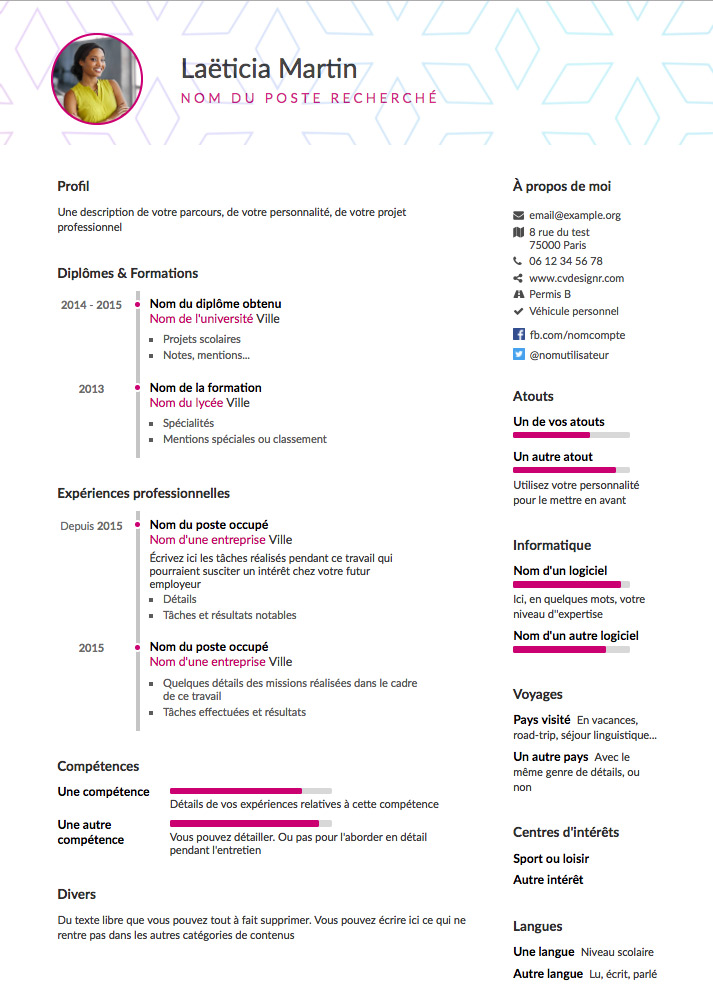 Laëticia Martin
NOM DU POSTE RECHERCHÉ
Profil
Une description de votre parcours, de votre personnalité, de votre projet
professionnel
Diplômes & Formations
2014 - 2015
Nom du diplôme obtenu
Nom de l'université Ville
Projets scolaires
Notes, mentions...
2013
Nom de la formation
Nom du lycée Ville
Spécialités
Mentions spéciales ou classement
Expériences professionnelles
Depuis 2015
Nom du poste occupé
Nom d'une entreprise Ville
Écrivez ici les tâches réalisés pendant ce travail qui
pourraient susciter un intérêt chez votre futur
employeur
Détails
Tâches et résultats notables
2015
Nom du poste occupé
Nom d'une entreprise Ville
Quelques détails des missions réalisées dans le cadre
de ce travail
Tâches effectuées et résultats
Compétences
Une compétence
Détails de vos expériences relatives à cette compétence
Une autre
compétence
Vous pouvez détailler. Ou pas pour l'aborder en détail
pendant l'entretien
Divers
Du texte libre que vous pouvez tout à fait supprimer. Vous pouvez écrire ici ce qui ne
rentre pas dans les autres catégories de contenus
À propos de moi
email@example.org
8 rue du test
75000 Paris
06 12 34 56 78
www.cvdesignr.com
Permis B
Véhicule personnel
fb.com/nomcompte
@nomutilisateur
Atouts
Un de vos atouts
Un autre atout
Utilisez votre personnalité
pour le mettre en avant
Informatique
Nom d'un logiciel
Ici, en quelques mots, votre
niveau d''expertise
Nom d'un autre logiciel
Voyages
Pays visité En vacances,
road-trip, séjour linguistique...
Un autre pays Avec le
même genre de détails, ou
non
Centres d'intérêts
Sport ou loisir
Autre intérêt
Langues
Une langue Niveau scolaire
Autre langue Lu, écrit, parlé